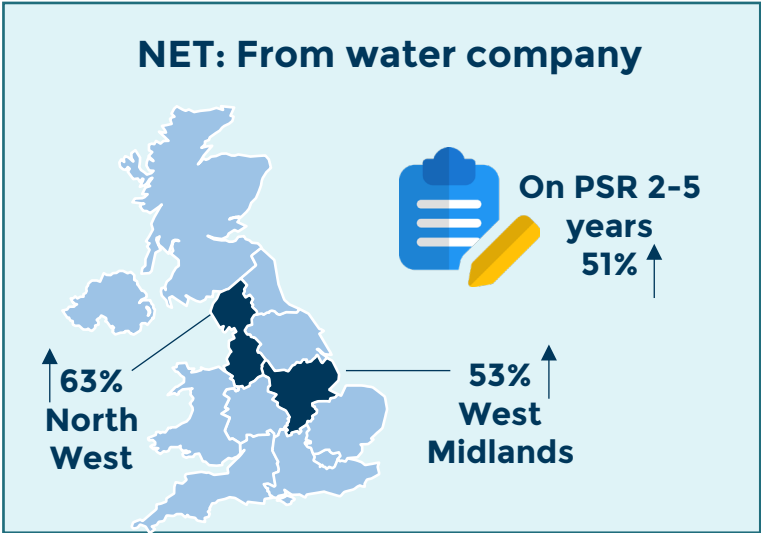 NET: From water company
On PSR 2-5
years
51%
63%
North
West
53%
West
Midlands